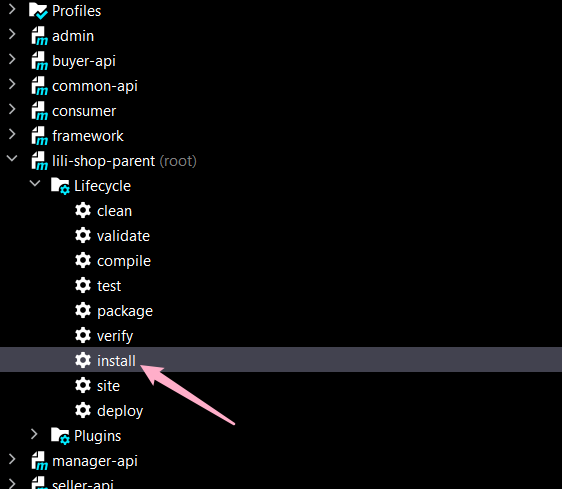 Profiles
admin
buyer-api
common-api
consumer
framework
lili-shop-parent (root)
Lifecycle
clean
validate
compile
test
package
verify
install
site
deploy
Plugins
manager-api
seller-api